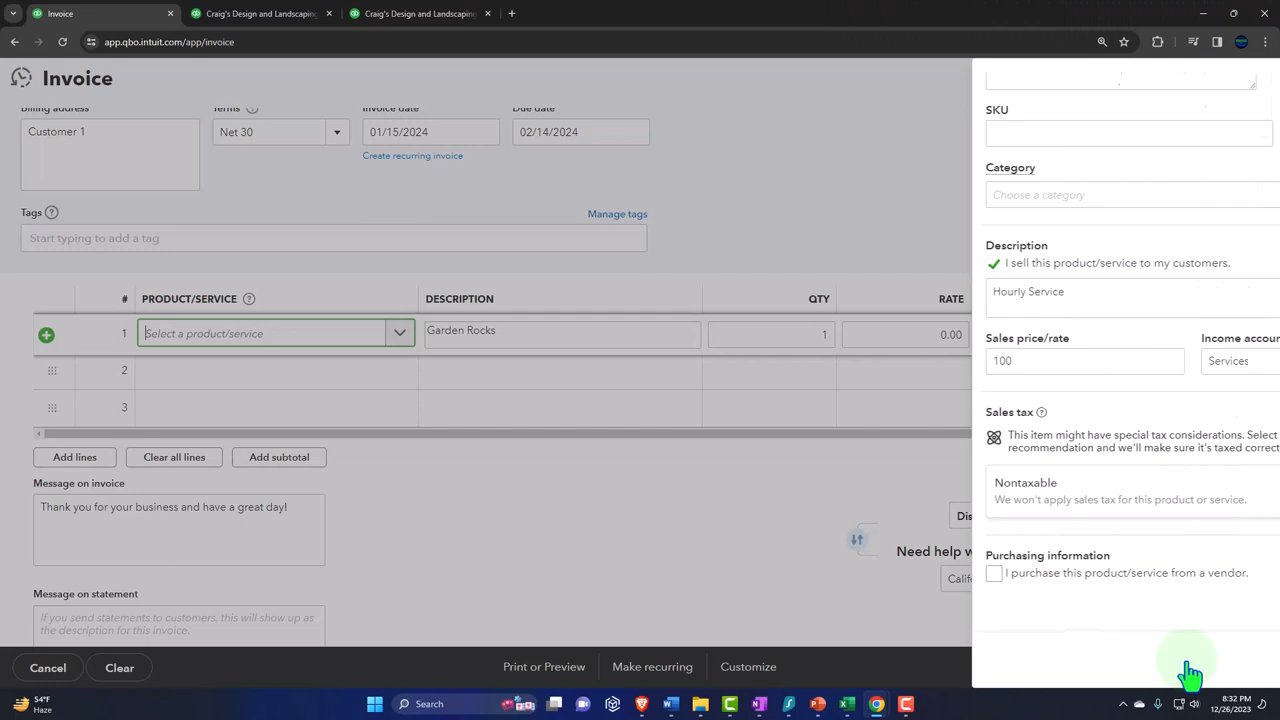 Invoice
Craig's Design and Landscaping
Craig's Design and Landscaping
app.qbo.intuit.com/app/invoice
Invoice
Billing address
Terms
Invoice date
Due date
Customer 1
Net 30
01/15/2024
02/14/2024
Create recurring invoice
Tags
Manage tags
Start typing to add a tag
# PRODUCT/SERVICE DESCRIPTION QTY RATE
1 Select a product/service Garden Rocks 1 0.00
2
3
Add lines
Clear all lines
Add subtotal
Message on invoice
Thank you for your business and have a great day!
Dis
Need help w
Califo
Message on statement
If you send statements to customers, this will show up as
the description for this invoice.
Cancel
Clear
Print or Preview
Make recurring
Customize
SKU
Category
Choose a category
Description
I sell this product/service to my customers.
Hourly Service
Sales price/rate
Income accoun
100
Services
Sales tax
This item might have special tax considerations. Select
recommendation and we'll make sure it's taxed correct
Nontaxable
We won't apply sales tax for this product or service.
Purchasing information
I purchase this product/service from a vendor.
54°F
Haze
Search
8:32 PM
12/26/2023